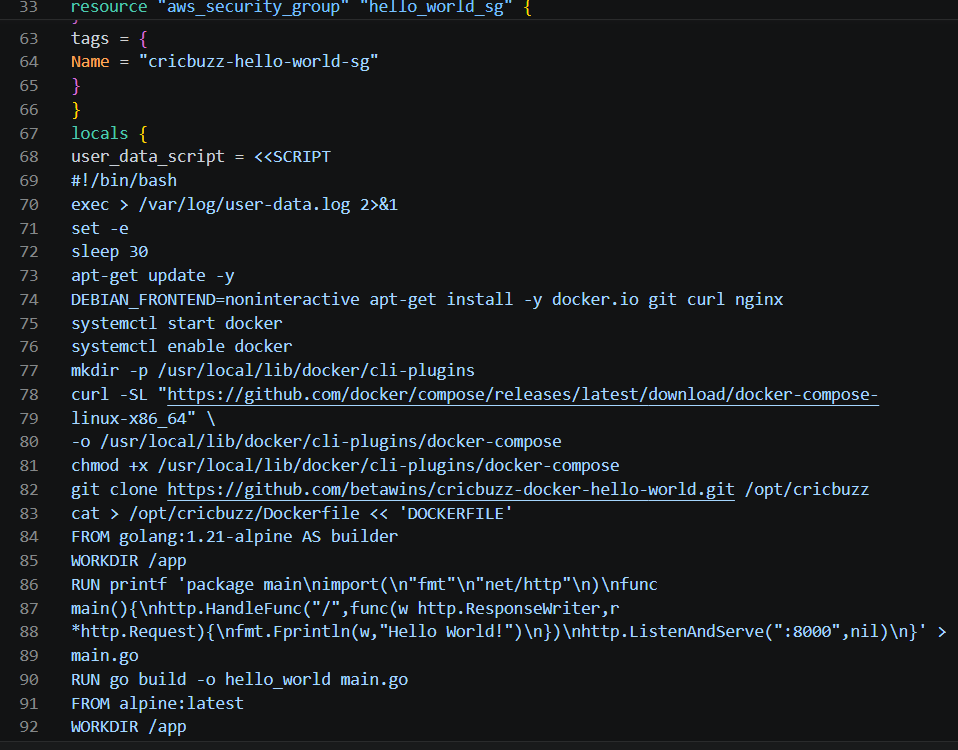 33 resource "aws_security_group" "hello_world_sg" {
63 tags = {
64 Name = "cricbuzz-hello-world-sg"
65 }
66 }
67 locals {
68 user_data_script = <<SCRIPT
69 #!/bin/bash
70 exec > /var/log/user-data.log 2>&1
71 set -e
72 sleep 30
73 apt-get update -y
74 DEBIAN_FRONTEND=noninteractive apt-get install -y docker.io git curl nginx
75 systemctl start docker
76 systemctl enable docker
77 mkdir -p /usr/local/lib/docker/cli-plugins
78 curl -SL "https://github.com/docker/compose/releases/latest/download/docker-compose-
79 linux-x86_64" \
80 -o /usr/local/lib/docker/cli-plugins/docker-compose
81 chmod +x /usr/local/lib/docker/cli-plugins/docker-compose
82 git clone https://github.com/betawins/cricbuzz-docker-hello-world.git /opt/cricbuzz
83 cat > /opt/cricbuzz/Dockerfile << 'DOCKERFILE'
84 FROM golang:1.21-alpine AS builder
85 WORKDIR /app
86 RUN printf 'package main\nimport(\n"fmt"\n"net/http"\n)\nfunc
87 main(){\nhttp.HandleFunc("/",func(w http.ResponseWriter,r
88 *http.Request){\nfmt.Fprintln(w,"Hello World!")\n})\nhttp.ListenAndServe(":8000",nil)\n}' >
89 main.go
90 RUN go build -o hello_world main.go
91 FROM alpine:latest
92 WORKDIR /app